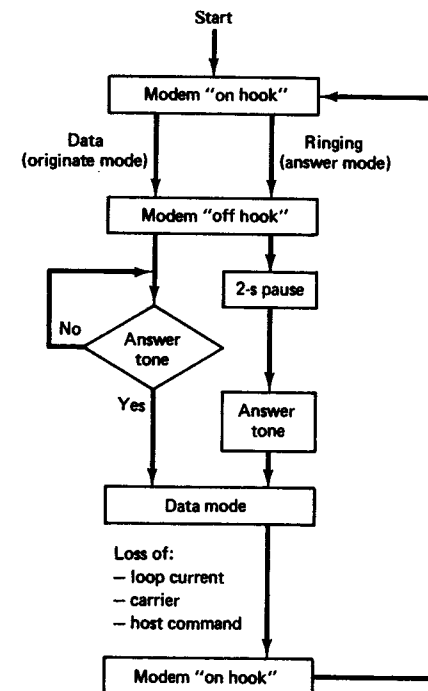 Start
Modem "on hook"
Data
(originate mode)
Ringing
(answer mode)
Modem "off hook"
2-s pause
No
Answer
tone
Yes
Answer
tone
Data mode
Loss of:
– loop current
– carrier
– host command
Modem "on hook"